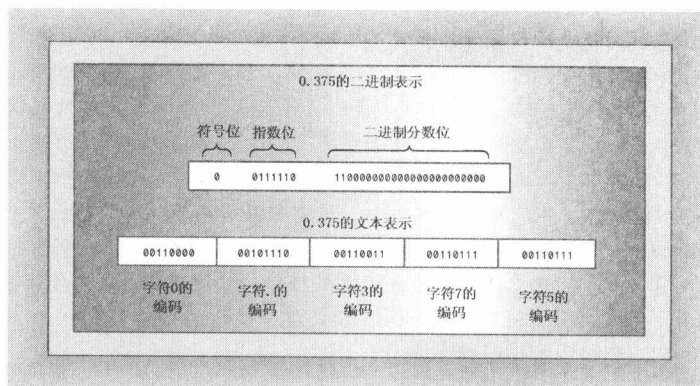 0.375的二进制表示
符号位 指数位 二进制分数位
0 0111110 11000000000000000000000000
0.375的文本表示
00110000 00101110 00110011 00110111 00110111
字符0的 字符.的 字符3的 字符7的 字符5的
编码 编码 编码 编码 编码